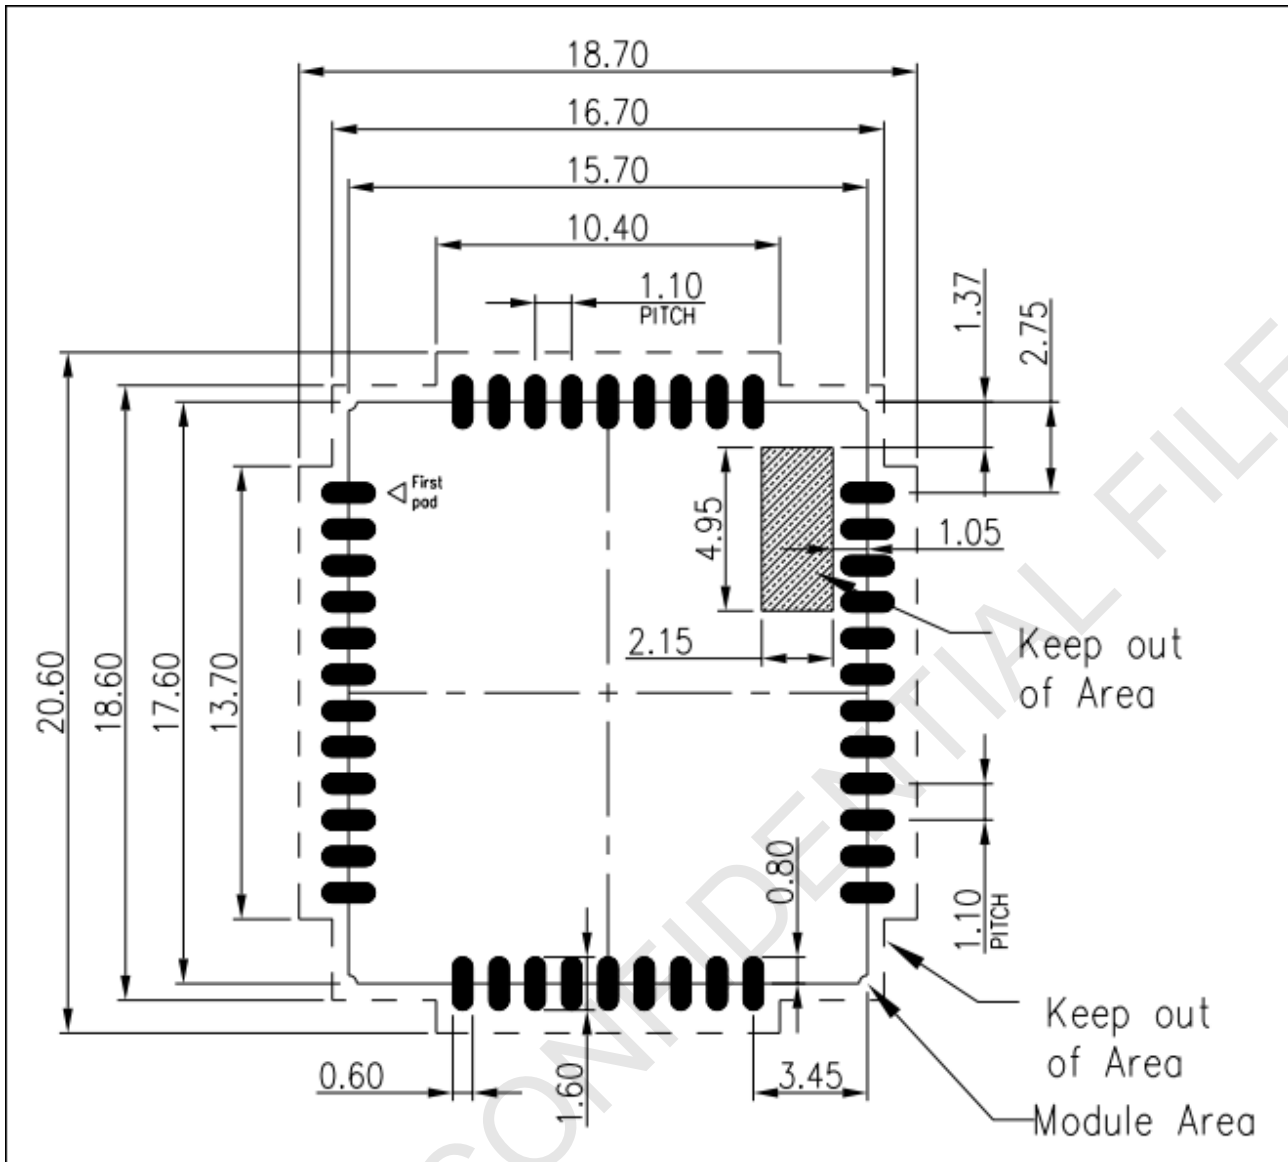 18.70
16.70
15.70
10.40
1.10
PITCH
1.37
2.75
First
pad
4.95
1.05
2.15
Keep out
of Area
20.60
18.60
17.60
13.70
0.80
1.10
PITCH
Keep out
of Area
0.60
1.60
3.45
Module Area
CONFIDENTIAL FILE